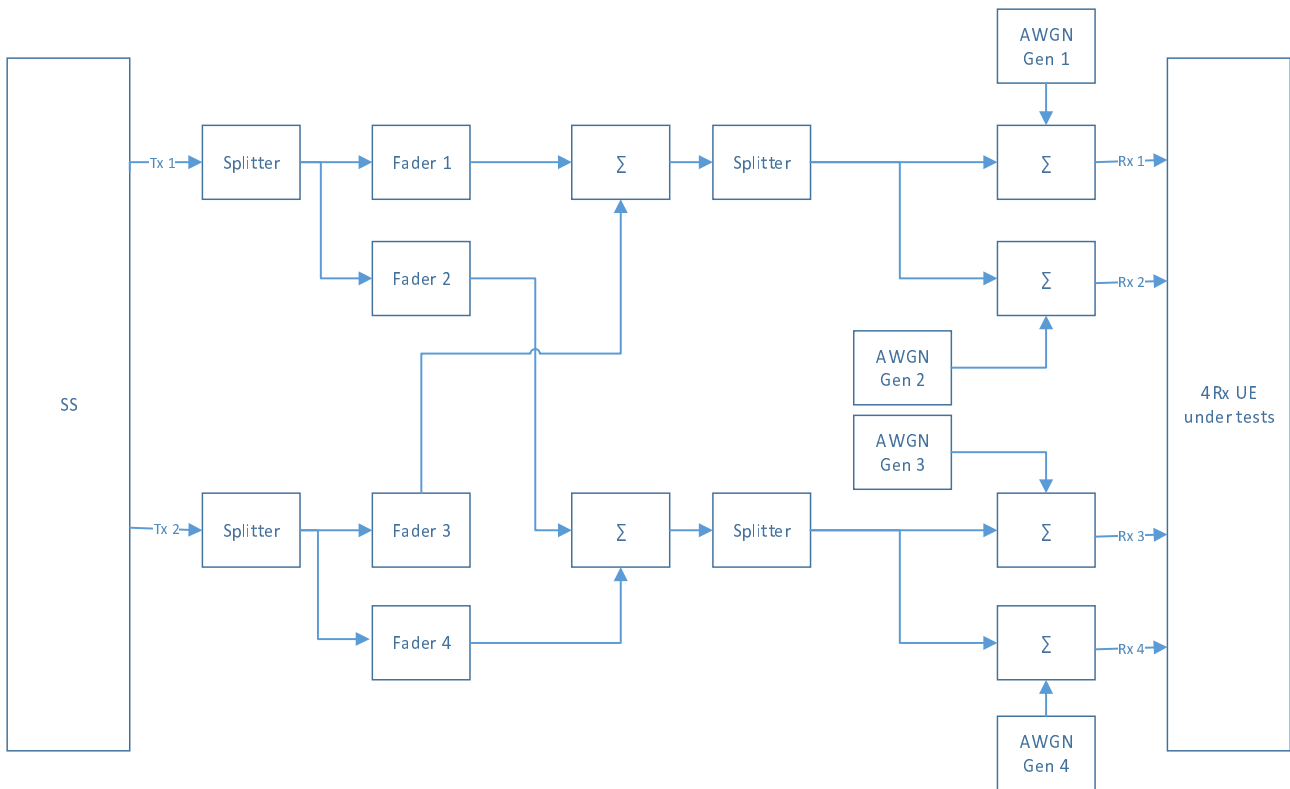 AWGN
Gen 1
Tx 1
Splitter
Fader 1
∑
Splitter
∑
Rx 1
Fader 2
∑
Rx 2
AWGN
Gen 2
SS
4Rx UE
under tests
AWGN
Gen 3
Tx 2
Splitter
Fader 3
∑
Splitter
∑
Rx 3
Fader 4
∑
Rx 4
AWGN
Gen 4